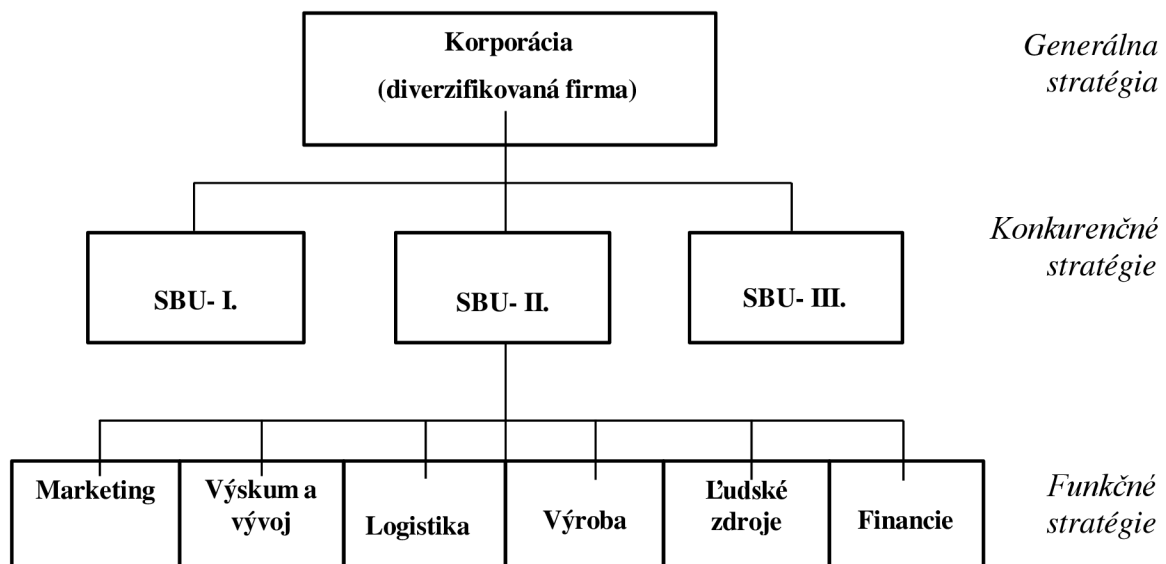 Korporácia
(diverzifikovaná firma)
Generálna
stratégia
SBU- I.
SBU- II.
SBU- III.
Konkurenčné
stratégie
Marketing
Výskum a
vývoj
Logistika
Výroba
Ľudské
zdroje
Financie
Funkčné
stratégie